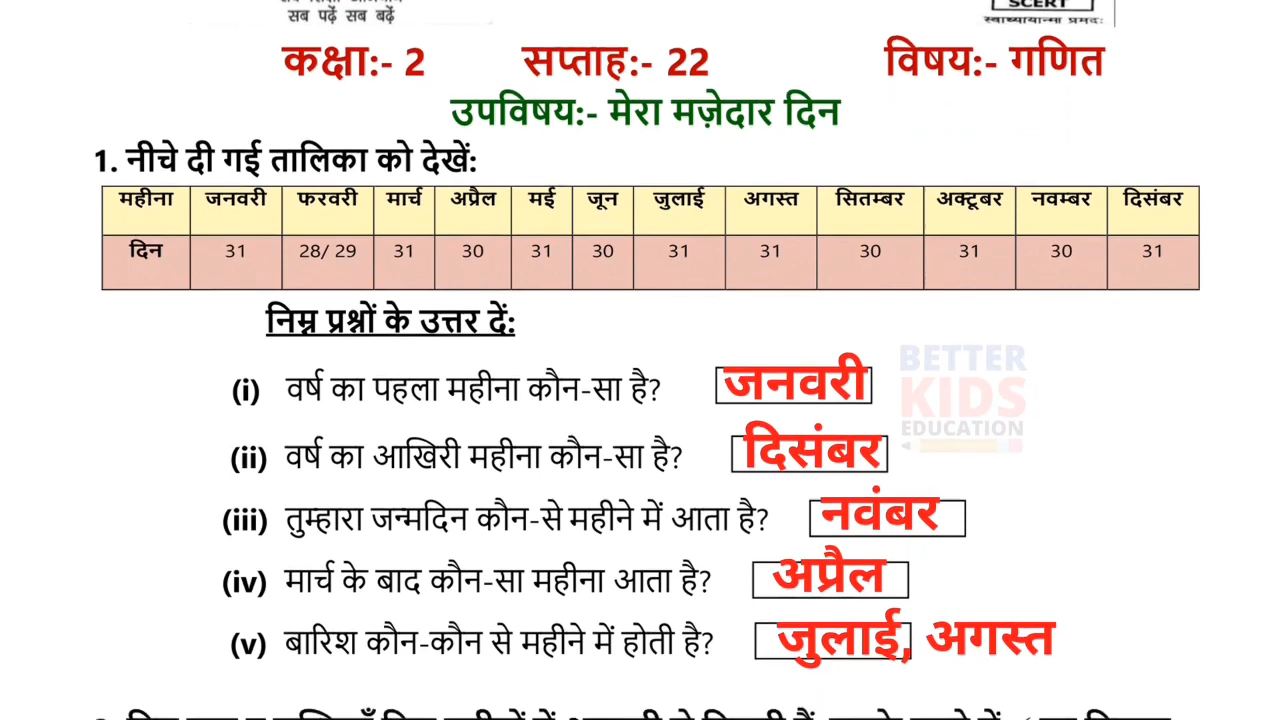 सब पढ़ें सब बढ़ें
SCERT
स्वाध्यायान्मा प्रमदः
कक्षा:- 2 सप्ताह:- 22 विषय:- गणित
उपविषय:- मेरा मज़ेदार दिन
1. नीचे दी गई तालिका को देखें:
महीना जनवरी फरवरी मार्च अप्रैल मई जून जुलाई अगस्त सितम्बर अक्टूबर नवम्बर दिसंबर
दिन 31 28/ 29 31 30 31 30 31 31 30 31 30 31
निम्न प्रश्नों के उत्तर दें:
(i) वर्ष का पहला महीना कौन-सा है? जनवरी
BETTER
KIDS
EDUCATION
(ii) वर्ष का आखिरी महीना कौन-सा है? दिसंबर
(iii) तुम्हारा जन्मदिन कौन-से महीने में आता है? नवंबर
(iv) मार्च के बाद कौन-सा महीना आता है? अप्रैल
(v) बारिश कौन-कौन से महीने में होती है? जुलाई, अगस्त